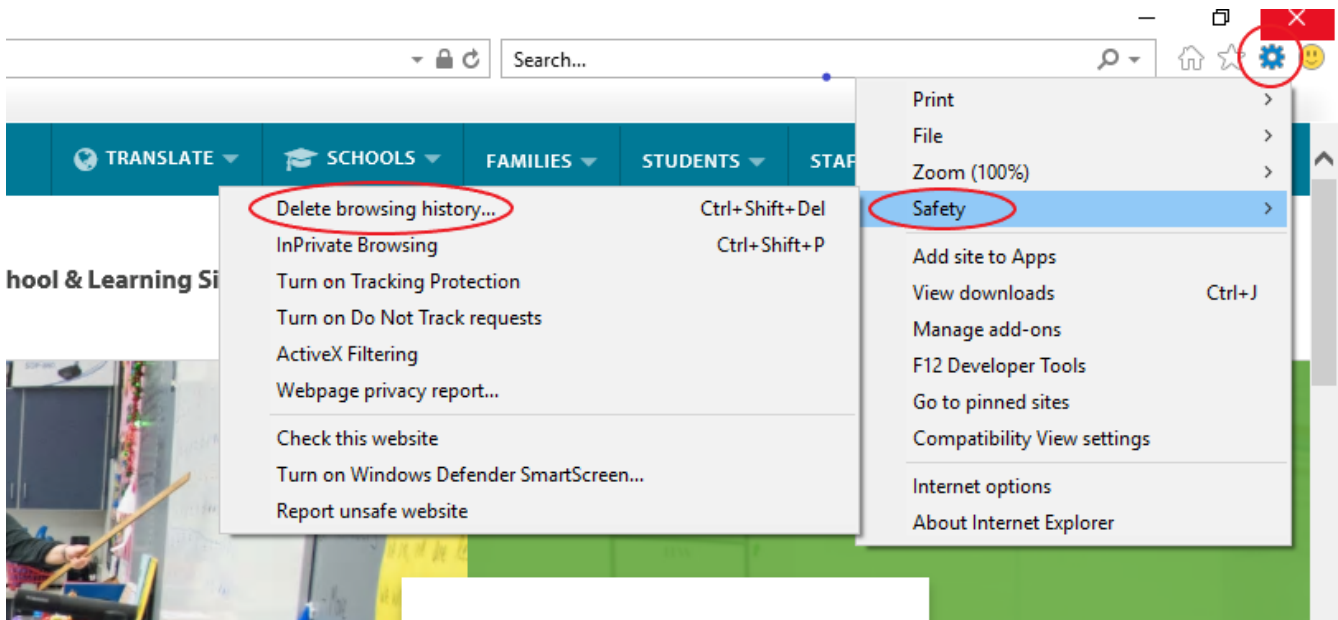 Search...
TRANSLATE SCHOOLS FAMILIES STUDENTS STAF
hool & Learning Si
Delete browsing history... Ctrl+Shift+Del
InPrivate Browsing Ctrl+Shift+P
Turn on Tracking Protection
Turn on Do Not Track requests
ActiveX Filtering
Webpage privacy report...
Check this website
Turn on Windows Defender SmartScreen...
Report unsafe website
Print
File
Zoom (100%)
Safety
Add site to Apps
View downloads Ctrl+J
Manage add-ons
F12 Developer Tools
Go to pinned sites
Compatibility View settings
Internet options
About Internet Explorer